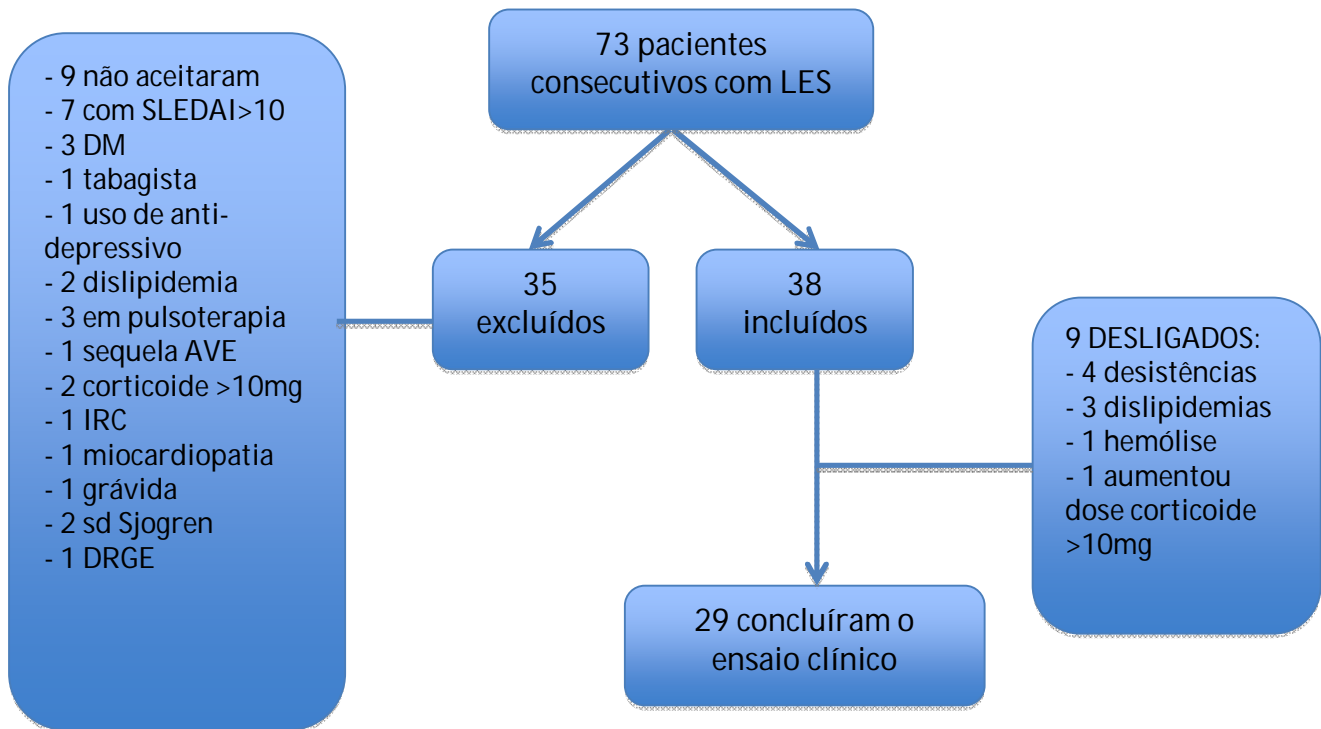 73 pacientes
consecutivos com LES
- 9 não aceitaram
- 7 com SLEDAI>10
- 3 DM
- 1 tabagista
- 1 uso de anti-
depressivo
- 2 dislipidemia
- 3 em pulsoterapia
- 1 sequela AVE
- 2 corticoide >10mg
- 1 IRC
- 1 miocardiopatia
- 1 grávida
- 2 sd Sjogren
- 1 DRGE
35
excluídos
38
incluídos
9 DESLIGADOS:
- 4 desistências
- 3 dislipidemias
- 1 hemólise
- 1 aumentou
dose corticoide
>10mg
29 concluíram o
ensaio clínico